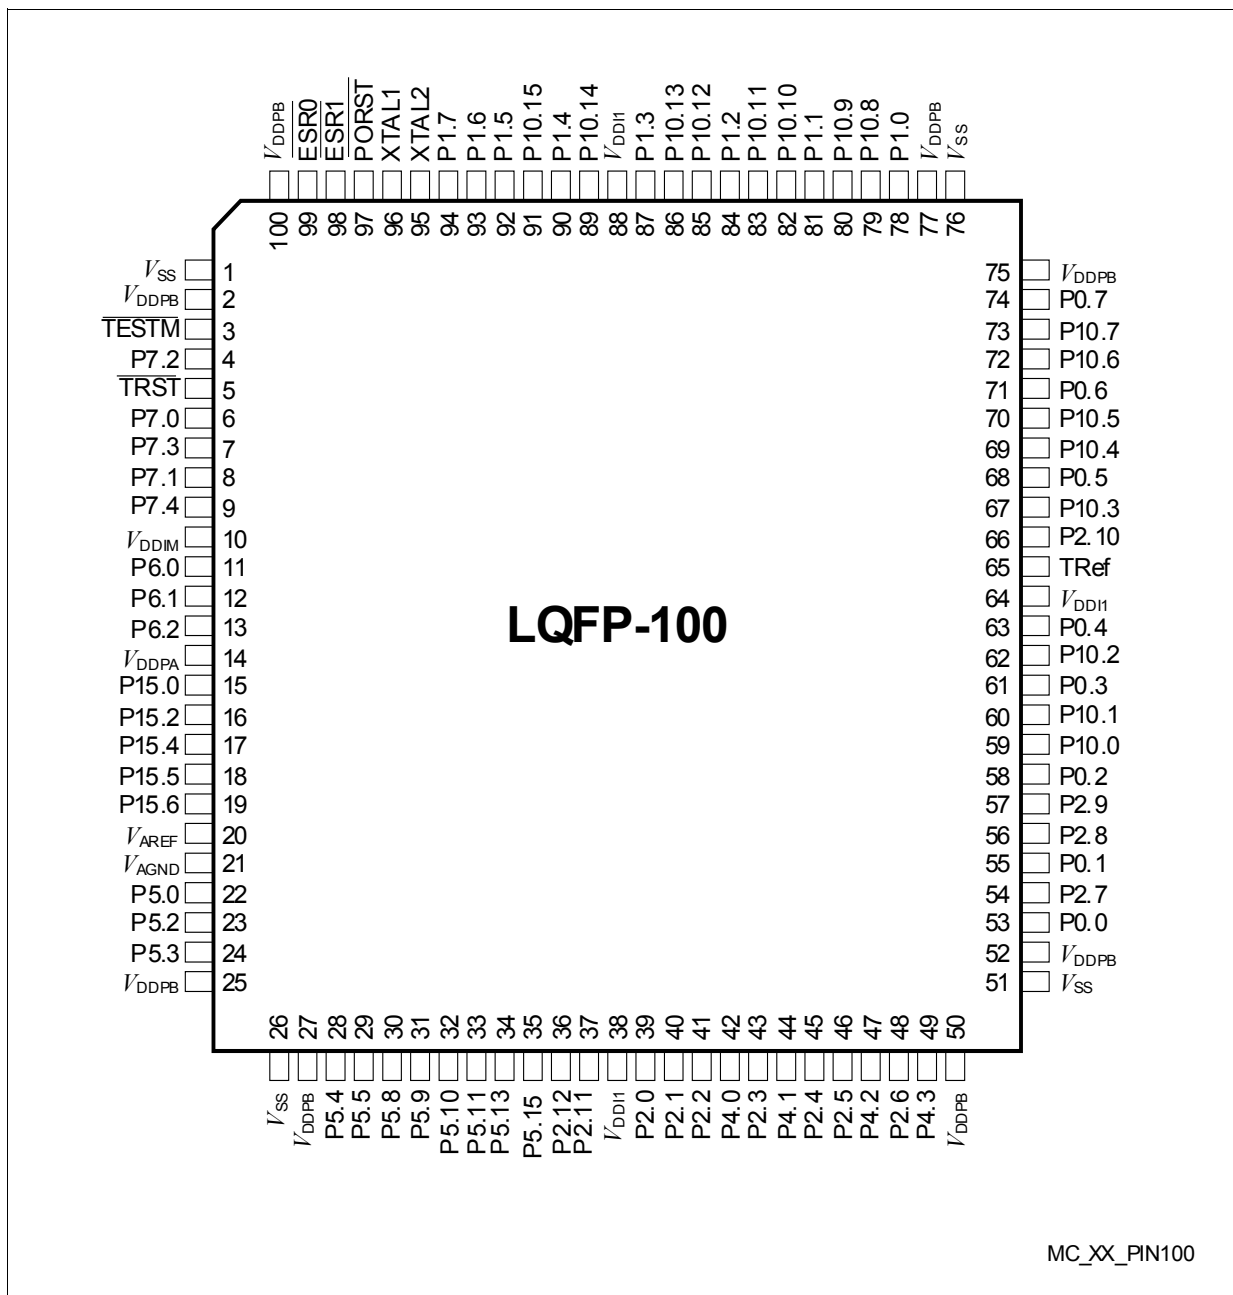 VDDPB
ESR0
ESR1
PORST
XTAL1
XTAL2
P1.7
P1.6
P1.5
P10.15
P1.4
P10.14
VDDI1
P1.3
P10.13
P10.12
P1.2
P10.11
P10.10
P1.1
P10.9
P10.8
P1.0
VDDPB
VSS
100
99
98
97
96
95
94
93
92
91
90
89
88
87
86
85
84
83
82
81
80
79
78
77
76
VSS 1
VDDPB 2
TESTM 3
P7.2 4
TRST 5
P7.0 6
P7.3 7
P7.1 8
P7.4 9
VDDIM 10
P6.0 11
P6.1 12
P6.2 13
VDDPA 14
P15.0 15
P15.2 16
P15.4 17
P15.5 18
P15.6 19
VAREF 20
VAGND 21
P5.0 22
P5.2 23
P5.3 24
VDDPB 25
LQFP-100
75 VDDPB
74 P0.7
73 P10.7
72 P10.6
71 P0.6
70 P10.5
69 P10.4
68 P0.5
67 P10.3
66 P2.10
65 TRef
64 VDDI1
63 P0.4
62 P10.2
61 P0.3
60 P10.1
59 P10.0
58 P0.2
57 P2.9
56 P2.8
55 P0.1
54 P2.7
53 P0.0
52 VDDPB
51 VSS
26
27
28
29
30
31
32
33
34
35
36
37
38
39
40
41
42
43
44
45
46
47
48
49
50
VSS
VDDPB
P5.4
P5.5
P5.8
P5.9
P5.10
P5.11
P5.13
P5.15
P2.12
P2.11
VDDI1
P2.0
P2.1
P2.2
P4.0
P2.3
P4.1
P2.4
P2.5
P4.2
P2.6
P4.3
VDDPB
MC_XX_PIN100